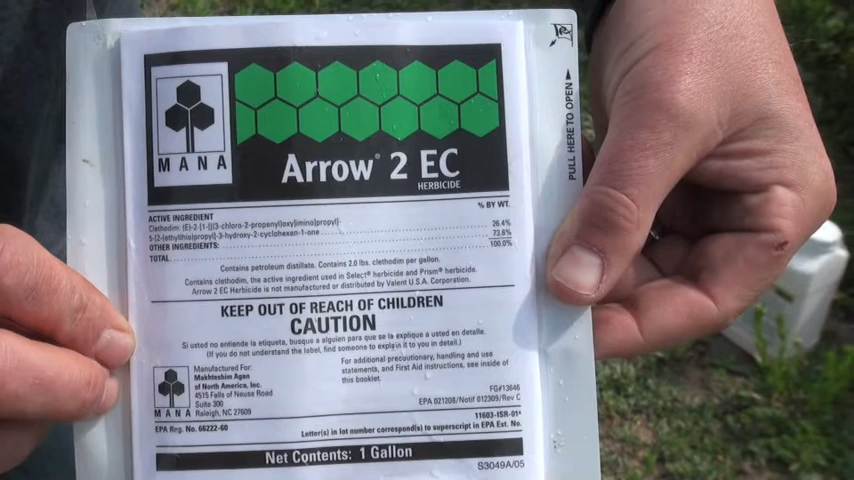 MANA
Arrow® 2 EC
HERBICIDE
PULL HERE TO OPEN
% BY WT.
ACTIVE INGREDIENT
Clethodim: (E)-2-[1-[[(3-chloro-2-propenyl)oxy]imino]propyl]-
5-[2-(ethylthio)propyl]-3-hydroxy-2-cyclohexen-1-one 26.4%
OTHER INGREDIENTS: 73.6%
TOTAL 100.0%
Contains petroleum distillate. Contains 2.0 lbs. clethodim per gallon.
Contains clethodim, the active ingredient used in Select® herbicide and Prism® herbicide.
Arrow 2 EC Herbicide is not manufactured or distributed by Valent U.S.A. Corporation.
KEEP OUT OF REACH OF CHILDREN
CAUTION
Si usted no entiende la etiqueta, busque a alguien para que se la explique a usted en detalle.
(If you do not understand the label, find someone to explain it to you in detail.)
MANA
Manufactured For:
Makhteshim Agan
of North America, Inc.
4515 Falls of Neuse Road
Suite 300
Raleigh, NC 27609
For additional precautionary, handling and use
statements, and First Aid instructions, see inside of
this booklet.
FG#13646
EPA 021208/Notif 012309/Rev C
11603-ISR-01ᴬ
EPA Reg. No. 66222-60
Letter(s) in lot number correspond(s) to superscript in EPA Est. No.
Net Contents: 1 Gallon
S3049A/05